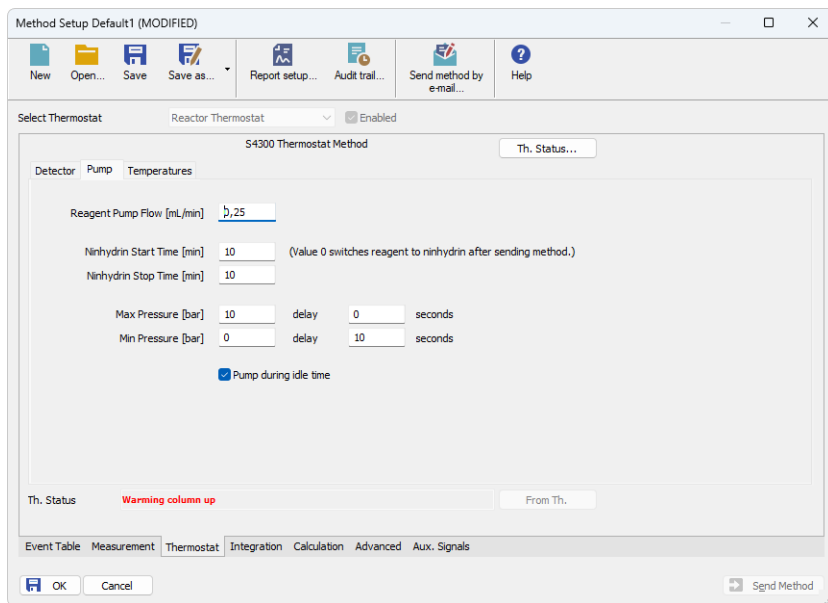 Method Setup Default1 (MODIFIED)
New Open... Save Save as... Report setup... Audit trail... Send method by e-mail... Help
Select Thermostat Reactor Thermostat Enabled
S4300 Thermostat Method Th. Status...
Detector Pump Temperatures
Reagent Pump Flow [mL/min] 0,25
Ninhydrin Start Time [min] 10 (Value 0 switches reagent to ninhydrin after sending method.)
Ninhydrin Stop Time [min] 10
Max Pressure [bar] 10 delay 0 seconds
Min Pressure [bar] 0 delay 10 seconds
Pump during idle time
Th. Status Warming column up From Th.
Event Table Measurement Thermostat Integration Calculation Advanced Aux. Signals
OK Cancel Send Method